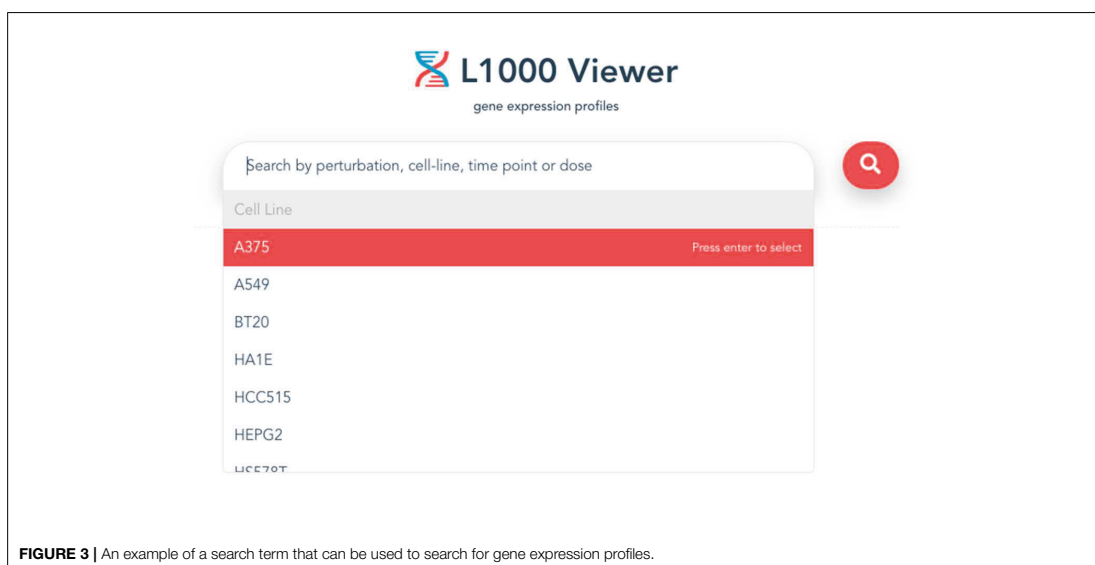 L1000 Viewer
gene expression profiles
Search by perturbation, cell-line, time point or dose
Cell Line
A375 Press enter to select
A549
BT20
HA1E
HCC515
HEPG2
HS578T
FIGURE 3 | An example of a search term that can be used to search for gene expression profiles.